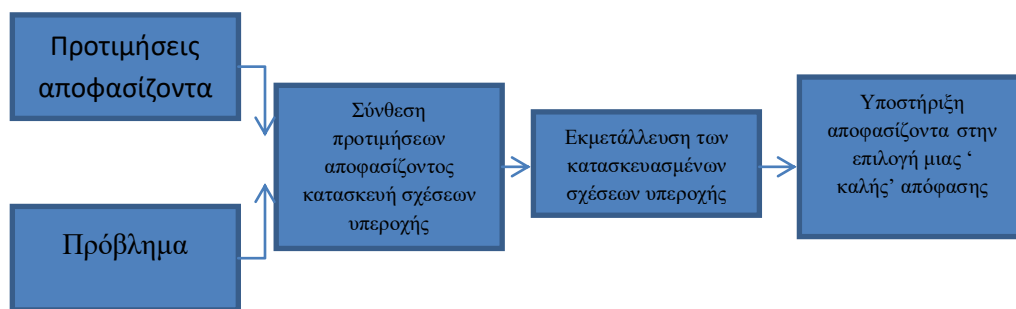 Προτιμήσεις
αποφασίζοντα
Πρόβλημα
Σύνθεση
προτιμήσεων
αποφασίζοντος
κατασκευή σχέσεων
υπεροχής
Εκμετάλλευση των
κατασκευασμένων
σχέσεων υπεροχής
Υποστήριξη
αποφασίζοντα στην
επιλογή μιας ‘
καλής’ απόφασης